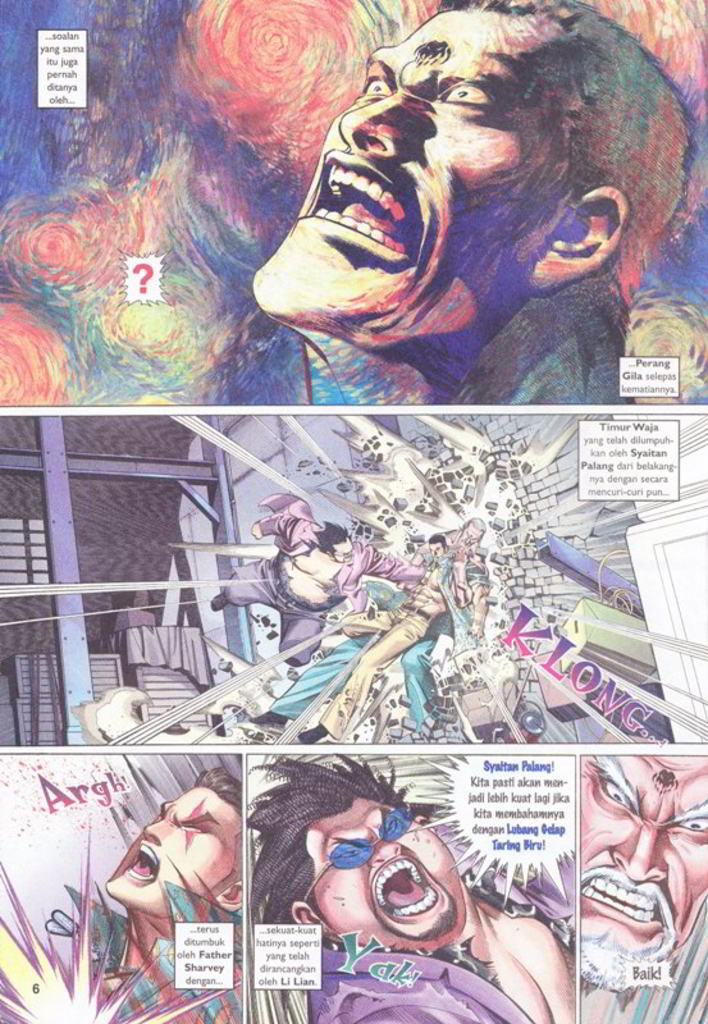 ...soalan
yang sama
itu juga
pernah
ditanya
oleh...
?
...Perang
Gila selepas
kematiannya.
Timur Waja
yang telah dilumpuh-
kan oleh Syaitan
Palang dari belakang-
nya dengan secara
mencuri-curi pun...
KLONG...
Argh!
...terus
ditumbuk
oleh Father
Sharvey
dengan...
Syaitan Palang!
Kita pasti akan men-
jadi lebih kuat lagi jika
kita membahamnya
dengan Lubang Gelap
Taring Biru!
...sekuat
hatinya seperti
yang telah
dirancangkan
oleh Li Lian.
Yak!
Baik!
6